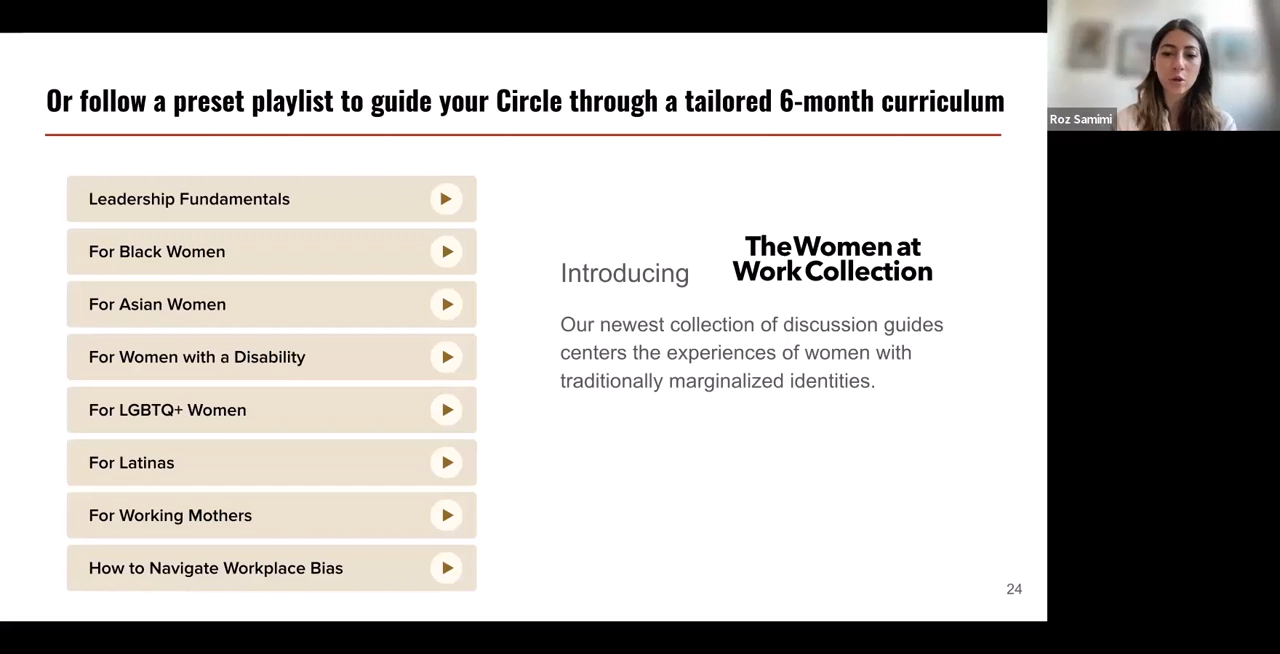 Or follow a preset playlist to guide your Circle through a tailored 6-month curriculum
Roz Samimi
Leadership Fundamentals
For Black Women
For Asian Women
For Women with a Disability
For LGBTQ+ Women
For Latinas
For Working Mothers
How to Navigate Workplace Bias
Introducing
The Women at
Work Collection
Our newest collection of discussion guides
centers the experiences of women with
traditionally marginalized identities.
24